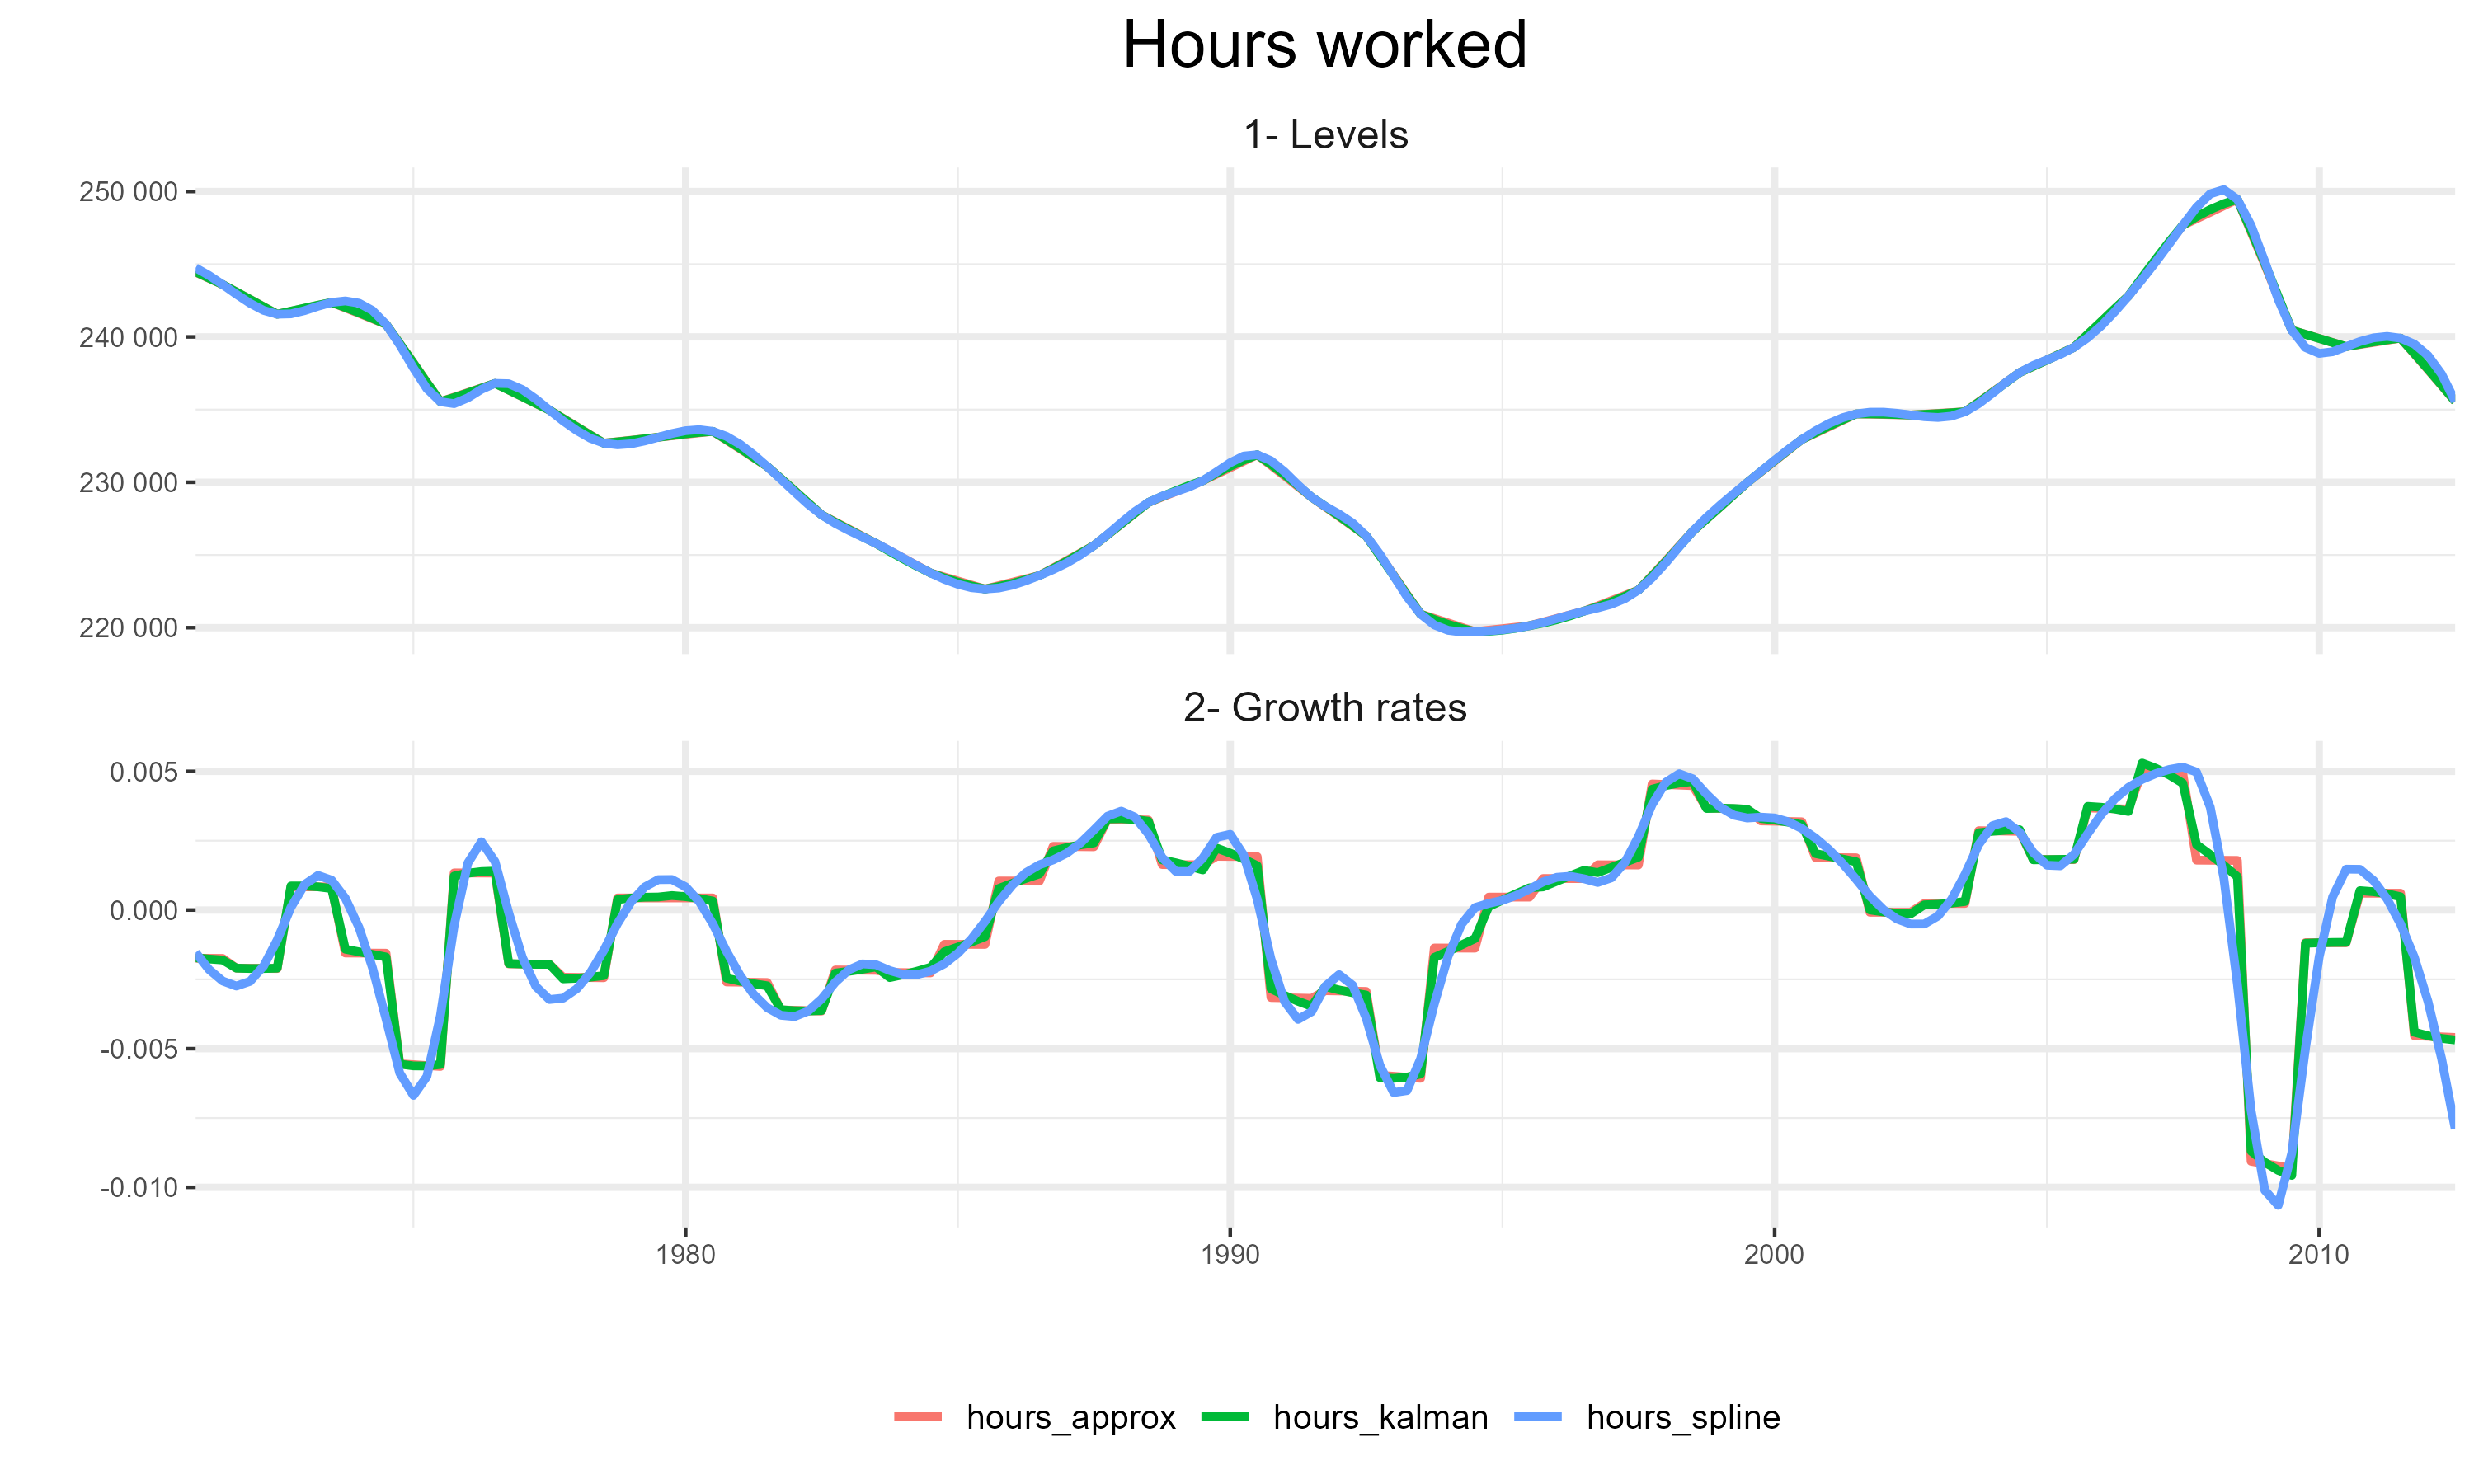 Hours worked
1- Levels
250 000
240 000
230 000
220 000
2- Growth rates
0.005
0.000
-0.005
-0.010
1980 1990 2000 2010
hours_approx hours_kalman hours_spline